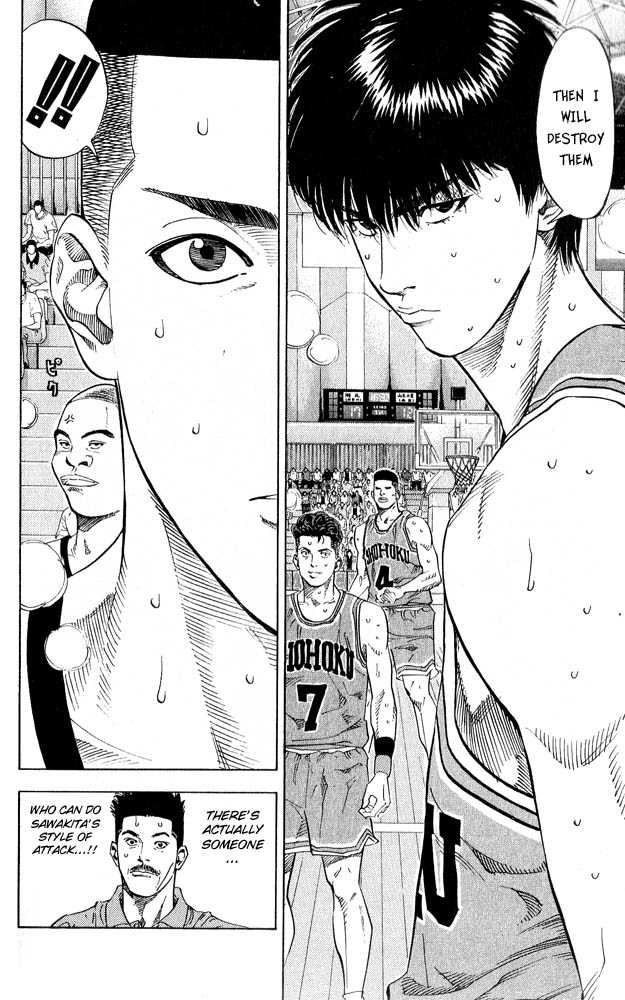 THEN I
WILL
DESTROY
THEM
!!
ピク
SHOHOKU
4
HOHOKU
7
U
THERE'S
ACTUALLY
SOMEONE
...
WHO CAN DO
SAWAKITA'S
STYLE OF
ATTACK...!!